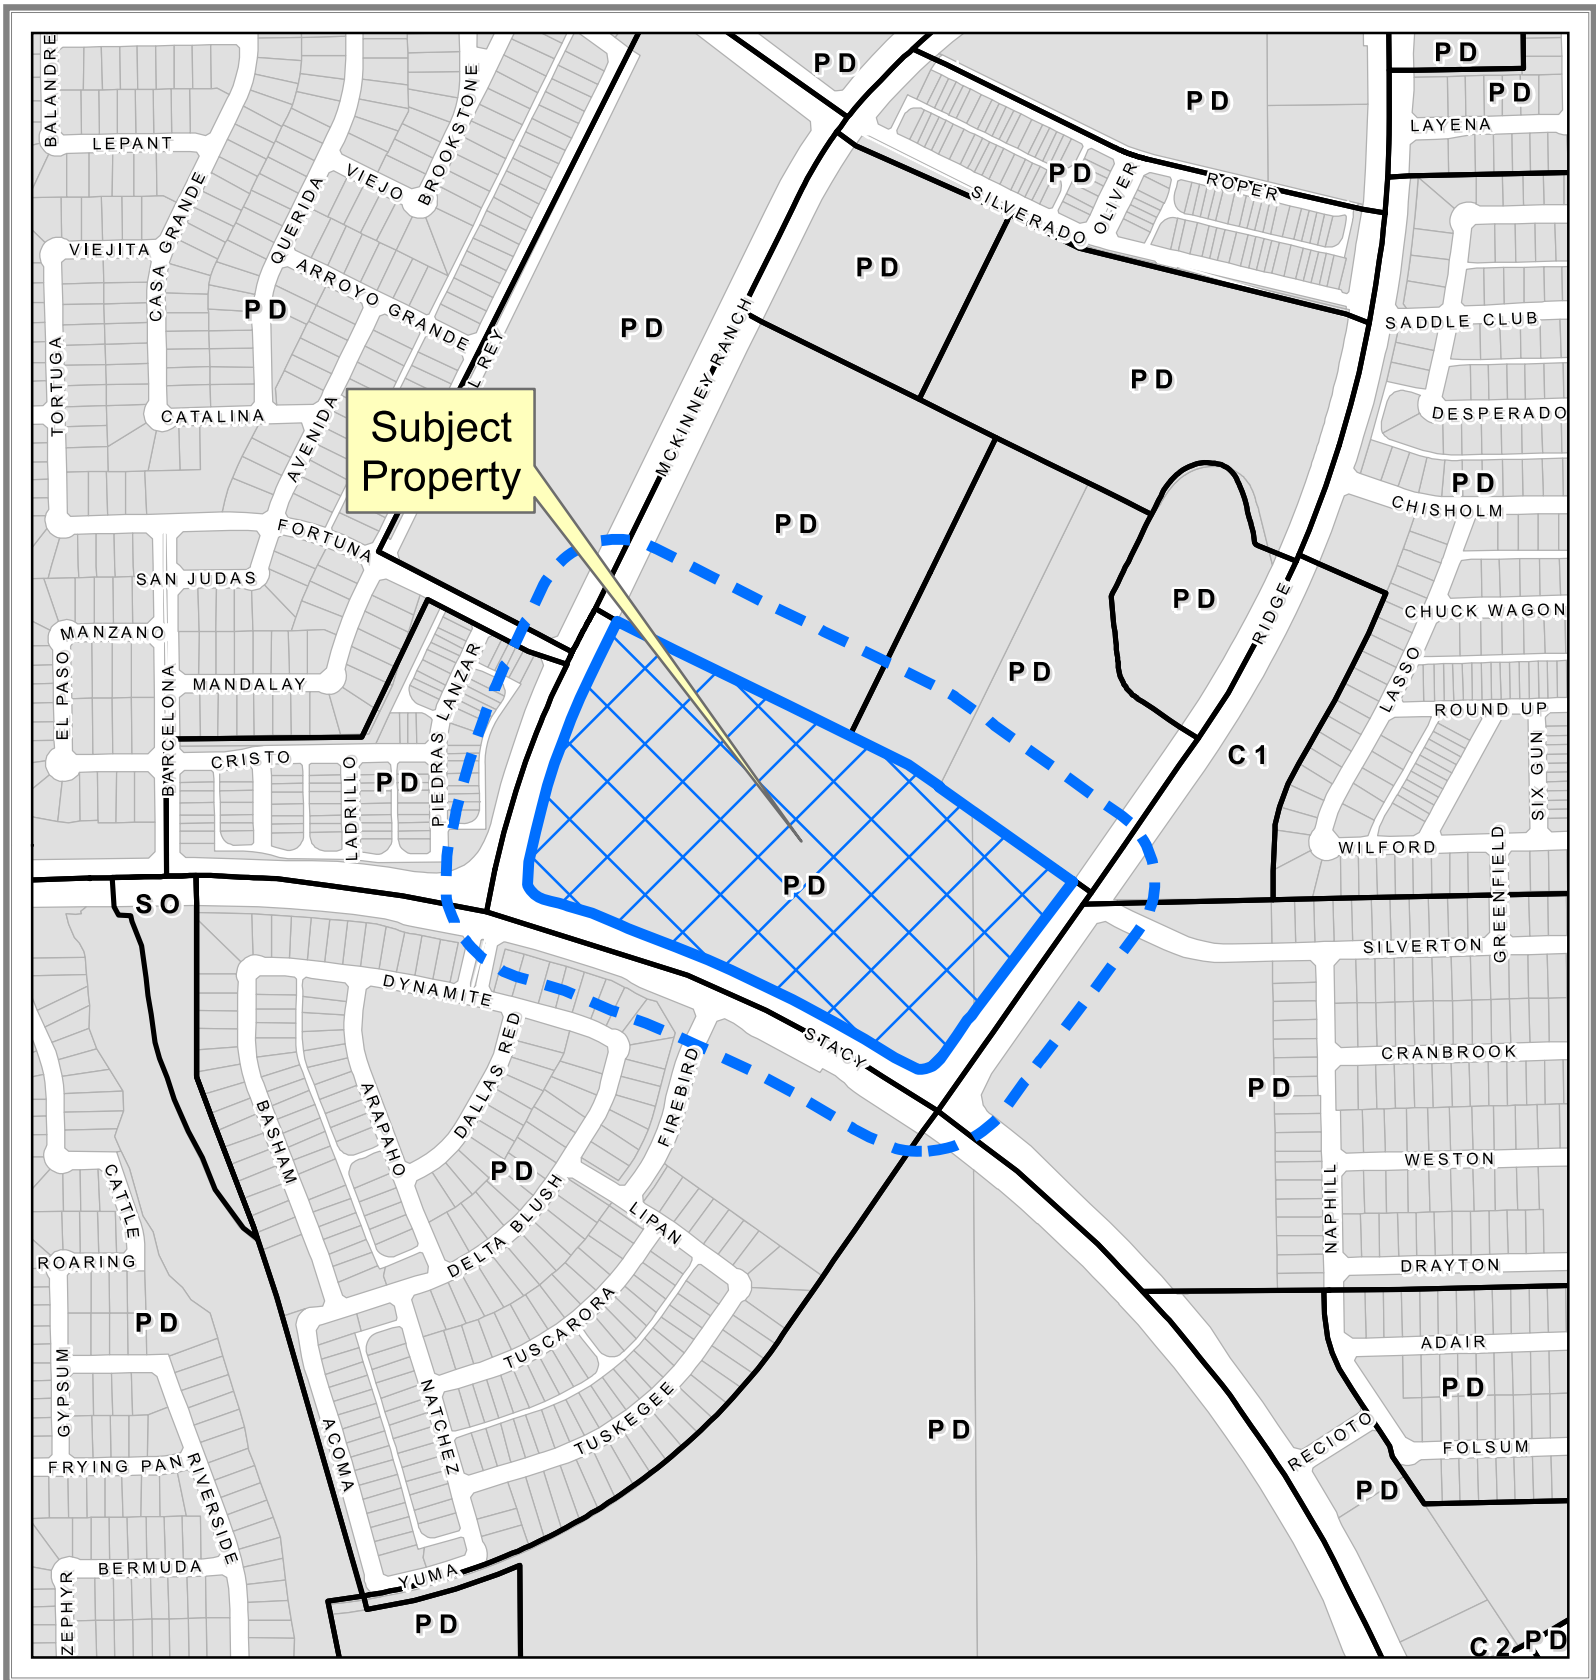 BALANDRE
LEPANT
BROOKSTONE
VIEJO
QUERIDA
CASA GRANDE
VIEJITA
ARROYO GRANDE
PD
TORTUGA
CATALINA
AVENIDA
L REY
FORTUNA
SAN JUDAS
MANZANO
EL PASO
BARCELONA
MANDALAY
CRISTO
LADRILLO
PD
PIEDRAS LANZAR
Subject
Property
PD
PD
PD
MCKINNEY RANCH
PD
SILVERADO
OLIVER
PD
ROPER
PD
PD
PD
LAYENA
SADDLE CLUB
DESPERADO
PD
CHISHOLM
CHUCK WAGON
LASSO
ROUND UP
SIX GUN
WILFORD
GREENFIELD
SILVERTON
PD
PD
PD
RIDGE
C1
PD
PD
SO
STACY
DYNAMITE
DALLAS RED
FIREBIRD
ARAPAHO
BASHAM
PD
DELTA BLUSH
LIPAN
TUSCARORA
TUSKEGEE
NATCHEZ
ACOMA
YUMA
PD
CATTLE
ROARING
PD
GYPSUM
FRYING PAN
RIVERSIDE
BERMUDA
ZEPHYR
PD
PD
CRANBROOK
WESTON
NAPHILL
DRAYTON
ADAIR
PD
RECIOTO
FOLSUM
PD
C2
PD